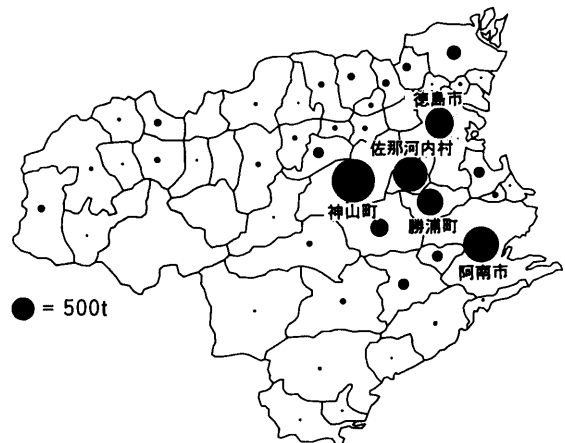 徳島市
佐那河内村
神山町
勝浦町
阿南市
= 500t